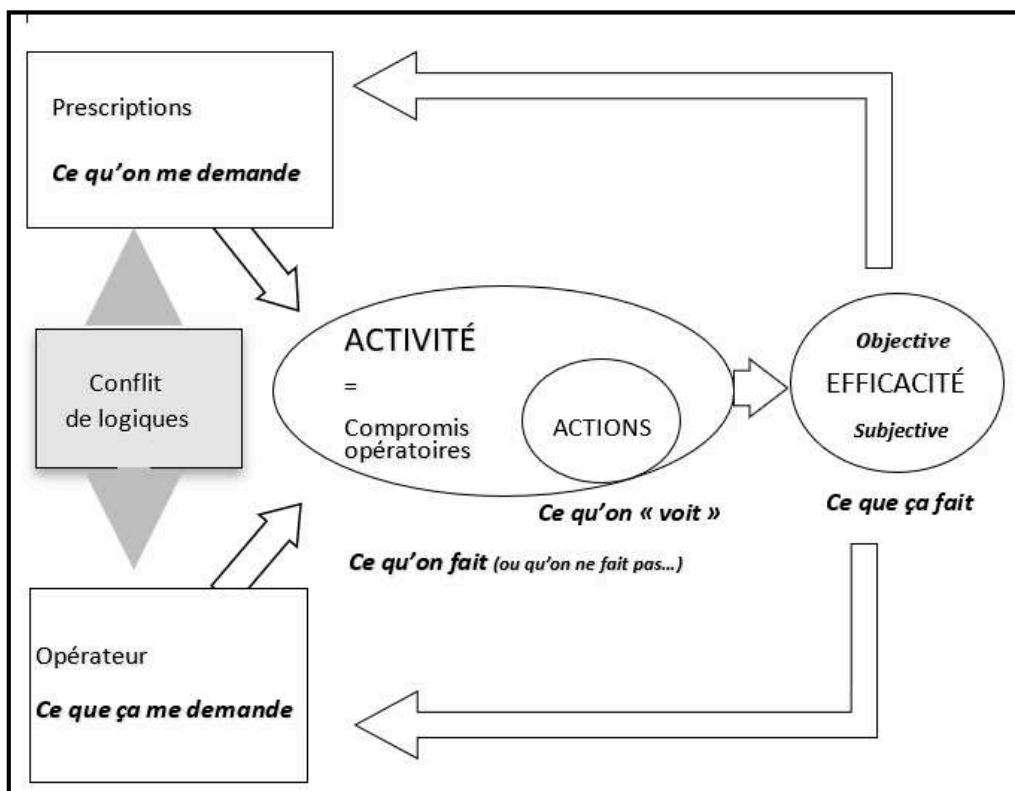 Prescriptions
Ce qu’on me demande
Conflit
de logiques
ACTIVITÉ
=
Compromis
opératoires
ACTIONS
Ce qu’on « voit »
Ce qu’on fait (ou qu’on ne fait pas…)
Objective
EFFICACITÉ
Subjective
Ce que ça fait
Opérateur
Ce que ça me demande